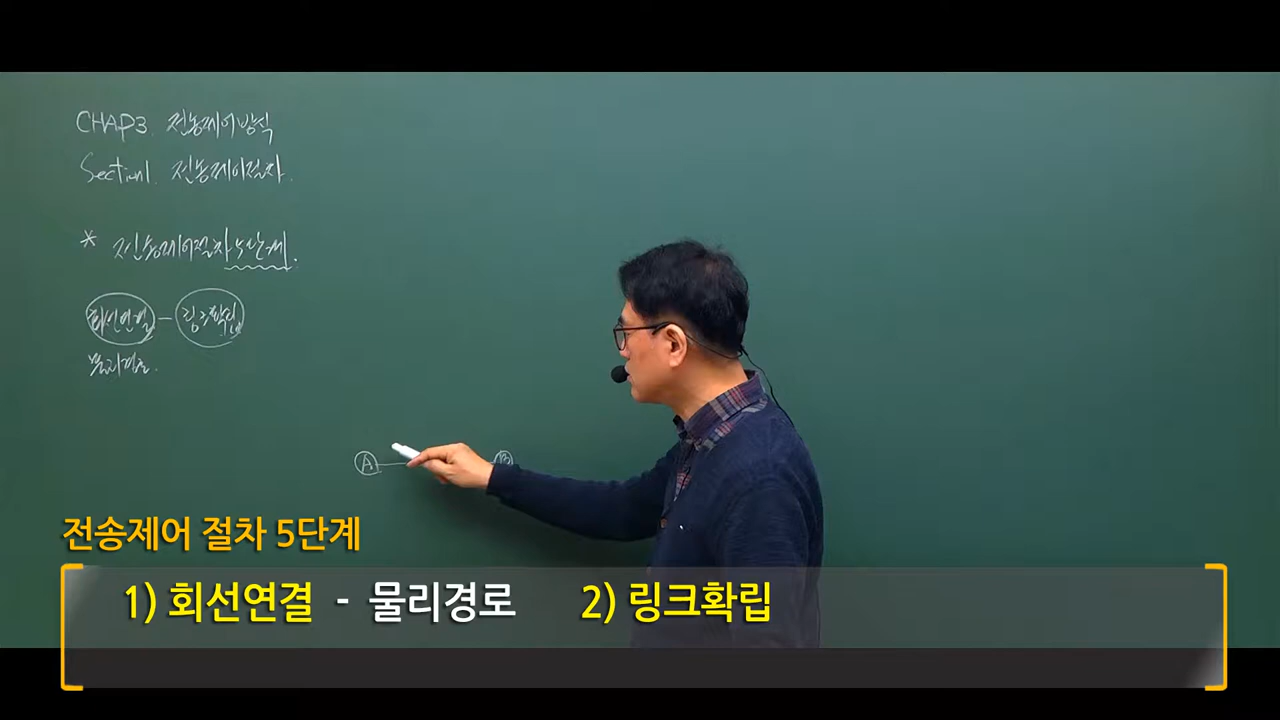 CHAP3. 전송제어방식
Section1. 전송제어절차.
* 전송제어절차 5단계.
회선연결 - 링크확립
물리경로.
A B
전송제어 절차 5단계
1) 회선연결 - 물리경로 2) 링크확립